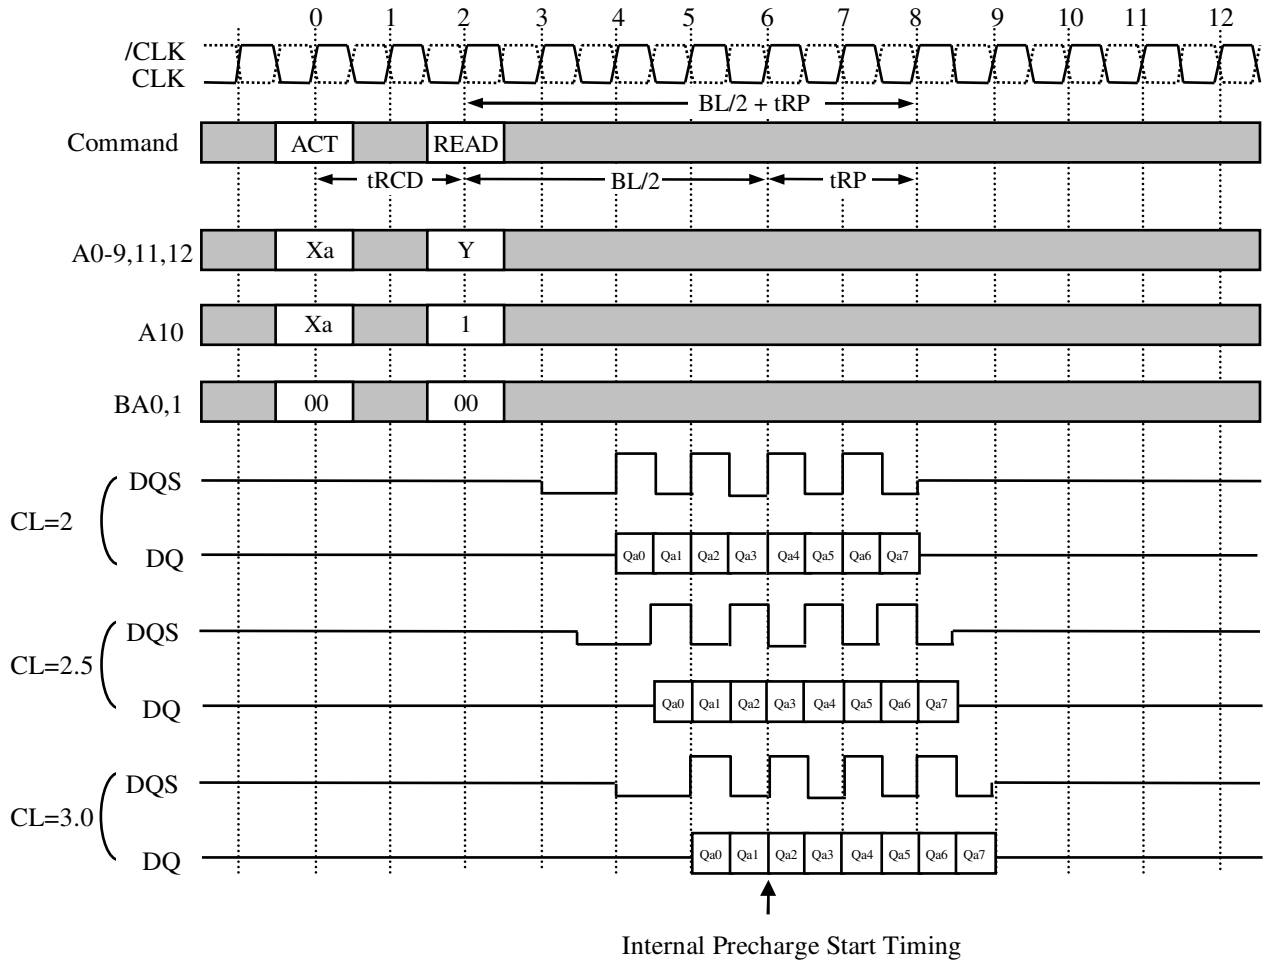 0 1 2 3 4 5 6 7 8 9 10 11 12
/CLK
CLK
BL/2 + tRP
Command ACT READ
tRCD BL/2 tRP
A0-9,11,12 Xa Y
A10 Xa 1
BA0,1 00 00
DQS
CL=2
DQ Qa0 Qa1 Qa2 Qa3 Qa4 Qa5 Qa6 Qa7
DQS
CL=2.5
DQ Qa0 Qa1 Qa2 Qa3 Qa4 Qa5 Qa6 Qa7
DQS
CL=3.0
DQ Qa0 Qa1 Qa2 Qa3 Qa4 Qa5 Qa6 Qa7
Internal Precharge Start Timing